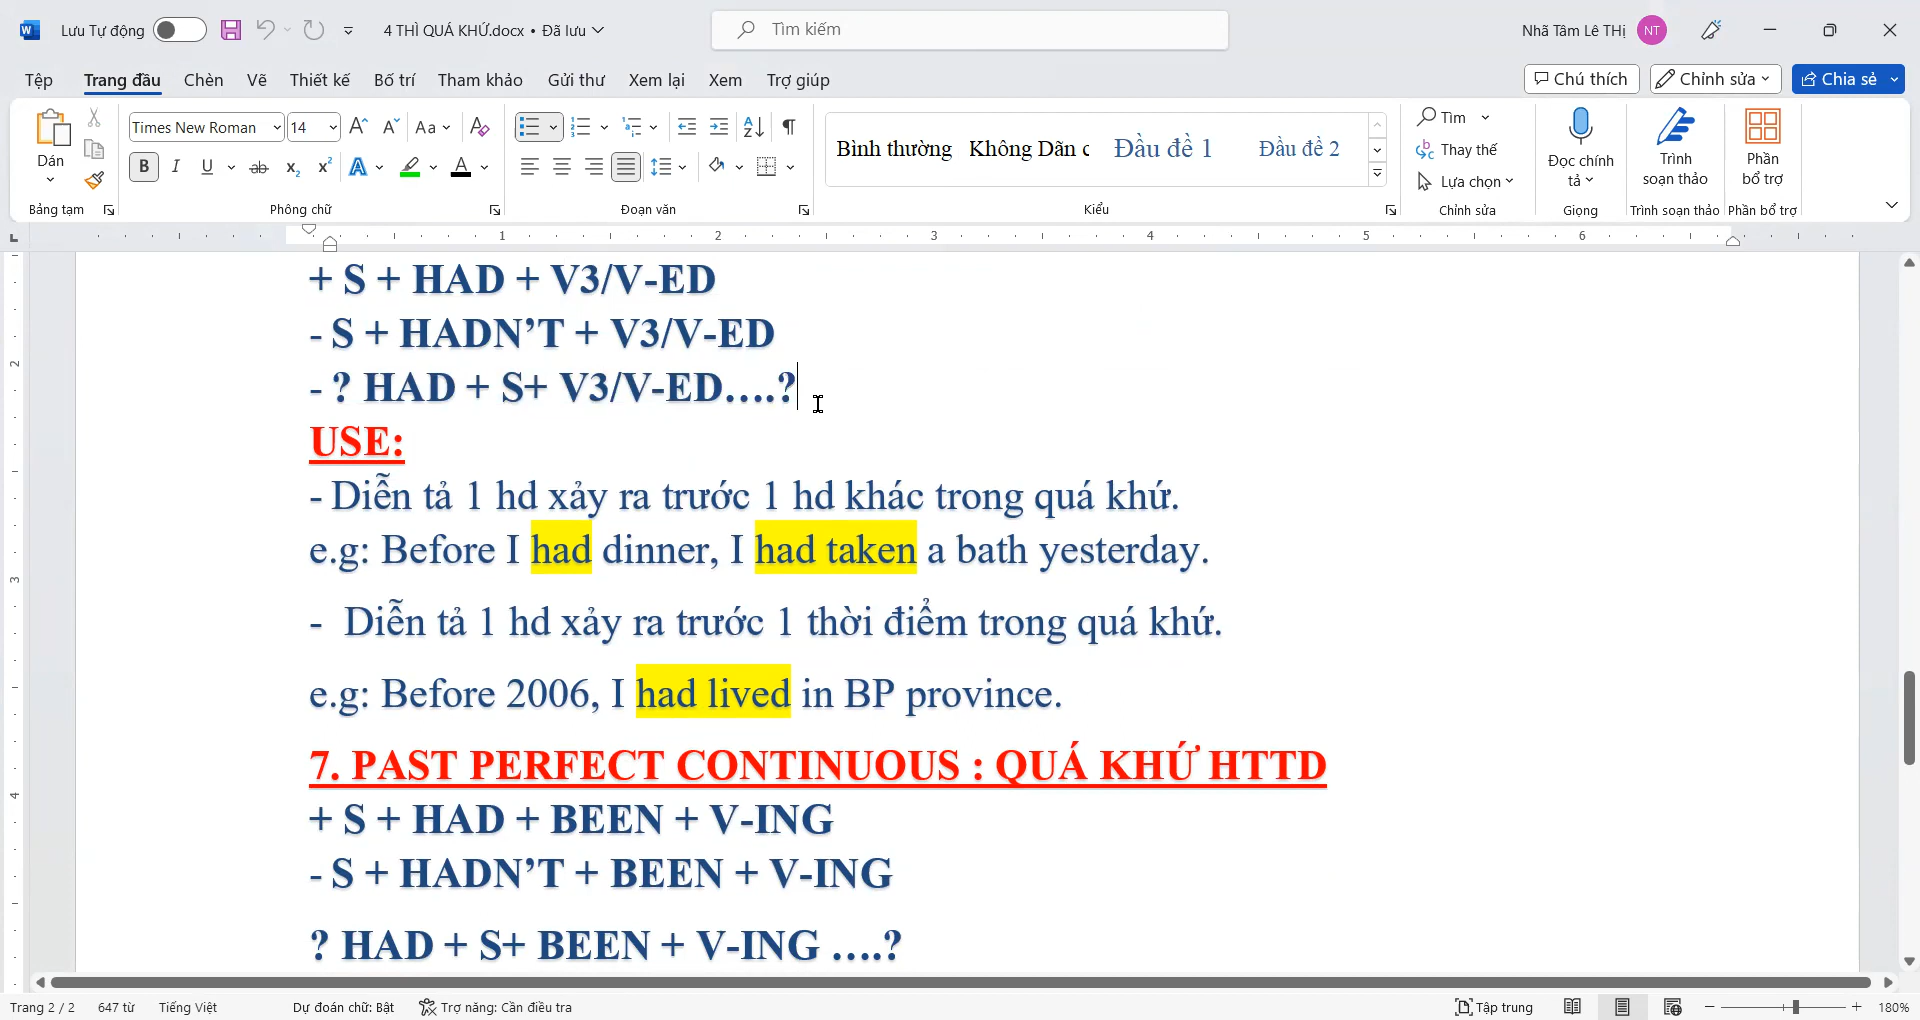 Lưu Tự động
4 THÌ QUÁ KHỨ.docx • Đã lưu
Tìm kiếm
Nhã Tâm Lê THị
NT
Tệp
Trang đầu
Chèn
Vẽ
Thiết kế
Bố trí
Tham khảo
Gửi thư
Xem lại
Xem
Trợ giúp
Chú thích
Chỉnh sửa
Chia sẻ
Dán
Times New Roman
14
Bình thường
Không Dãn c
Đầu đề 1
Đầu đề 2
Tìm
Thay thế
Lựa chọn
Đọc chính tả
Trình soạn thảo
Phần bổ trợ
Bảng tạm
Phông chữ
Đoạn văn
Kiểu
Chỉnh sửa
Giọng
Trình soạn thảo
Phần bổ trợ
1 2 3 4 5 6
+ S + HAD + V3/V-ED
- S + HADN’T + V3/V-ED
- ? HAD + S+ V3/V-ED….?
USE:
- Diễn tả 1 hd xảy ra trước 1 hd khác trong quá khứ.
e.g: Before I had dinner, I had taken a bath yesterday.
- Diễn tả 1 hd xảy ra trước 1 thời điểm trong quá khứ.
e.g: Before 2006, I had lived in BP province.
7. PAST PERFECT CONTINUOUS : QUÁ KHỨ HTTD
+ S + HAD + BEEN + V-ING
- S + HADN’T + BEEN + V-ING
? HAD + S+ BEEN + V-ING ….?
Trang 2 / 2
647 từ
Tiếng Việt
Dự đoán chữ: Bật
Trợ năng: Cần điều tra
Tập trung
180%